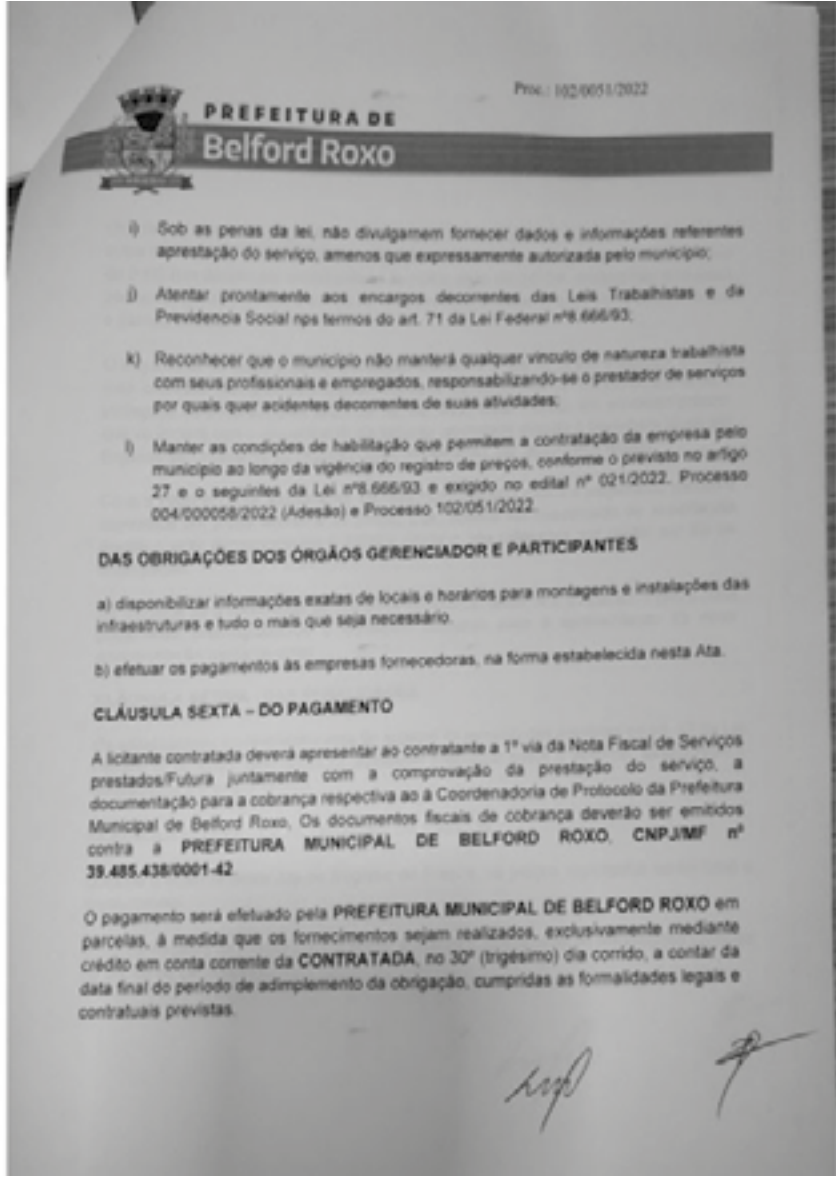 Proc.: 102/0051/2022
PREFEITURA DE
Belford Roxo
i) Sob as penas da lei, não divulgarnem fornecer dados e informações referentes
aprestação do serviço, amenos que expressamente autorizada pelo município;
j) Atentar prontamente aos encargos decorrentes das Leis Trabalhistas e da
Previdencia Social nps termos do art. 71 da Lei Federal nº8.666/93;
k) Reconhecer que o município não manterá qualquer vinculo de natureza trabalhista
com seus profissionais e empregados, responsabilizando-se o prestador de serviços
por quais quer acidentes decorrentes de suas atividades;
l) Manter as condições de habilitação que permitem a contratação da empresa pelo
município ao longo da vigência do registro de preços, conforme o previsto no artigo
27 e o seguintes da Lei nº8.666/93 e exigido no edital nº 021/2022, Processo
004/000058/2022 (Adesão) e Processo 102/051/2022.
DAS OBRIGAÇÕES DOS ÓRGÃOS GERENCIADOR E PARTICIPANTES
a) disponibilizar informações exatas de locais e horários para montagens e instalações das
infraestruturas e tudo o mais que seja necessário.
b) efetuar os pagamentos às empresas fornecedoras, na forma estabelecida nesta Ata.
CLÁUSULA SEXTA – DO PAGAMENTO
A licitante contratada deverá apresentar ao contratante a 1ª via da Nota Fiscal de Serviços
prestados/Futura juntamente com a comprovação da prestação do serviço, a
documentação para a cobrança respectiva ao à Coordenadoria de Protocolo da Prefeitura
Municipal de Belford Roxo, Os documentos fiscais de cobrança deverão ser emitidos
contra a PREFEITURA MUNICIPAL DE BELFORD ROXO, CNPJ/MF nº
39.485.438/0001-42.
O pagamento será efetuado pela PREFEITURA MUNICIPAL DE BELFORD ROXO em
parcelas, à medida que os fornecimentos sejam realizados, exclusivamente mediante
crédito em conta corrente da CONTRATADA, no 30º (trigésimo) dia corrido, a contar da
data final do período de adimplemento da obrigação, cumpridas as formalidades legais e
contratuais previstas.